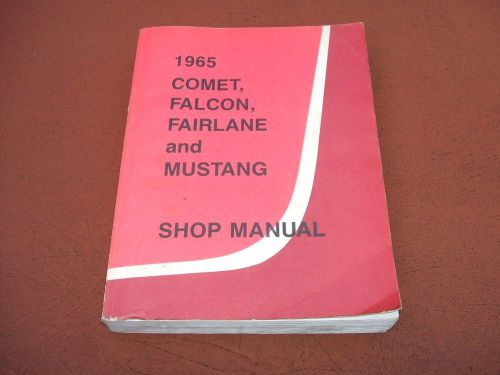 1965
COMET,
FALCON,
FAIRLANE
and
MUSTANG
SHOP MANUAL